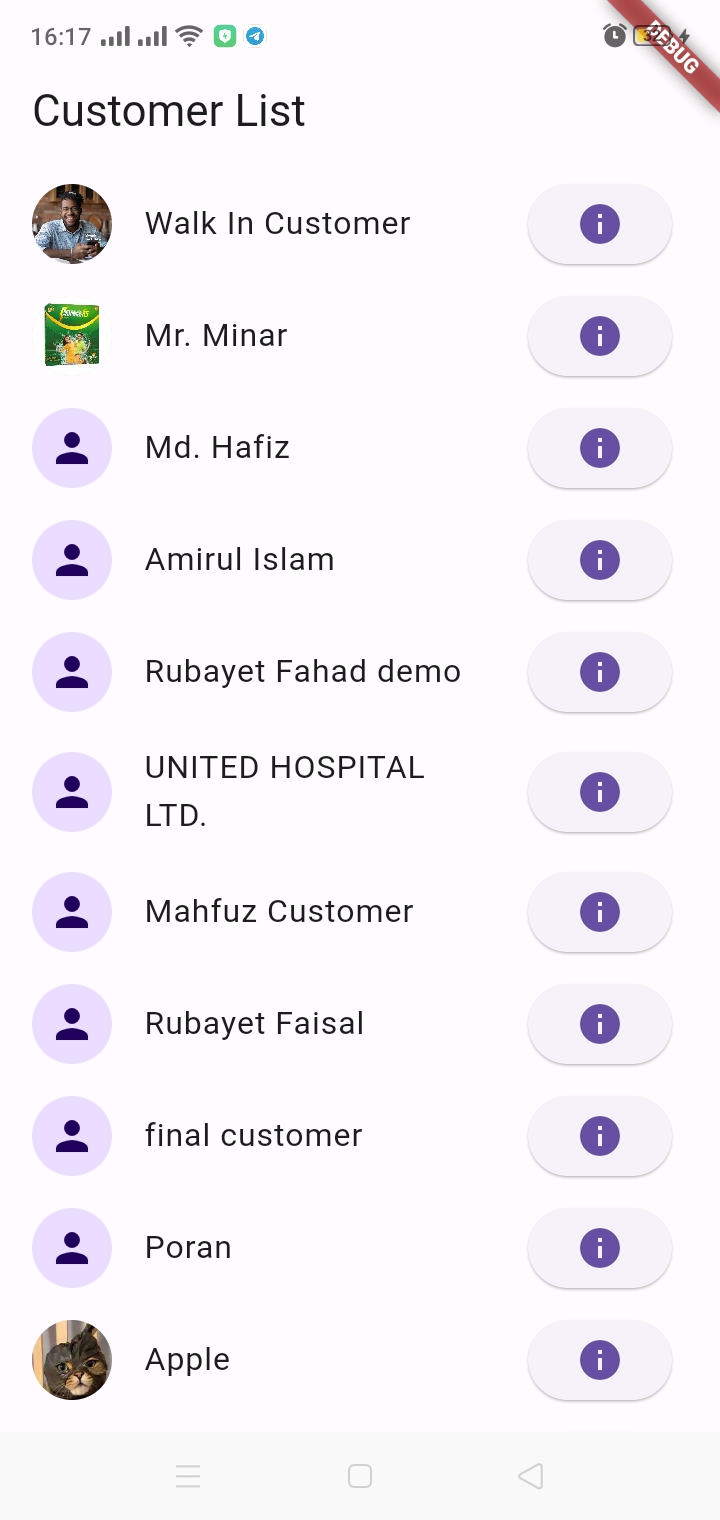 16:17
DEBUG
Customer List
Walk In Customer
Mr. Minar
Md. Hafiz
Amirul Islam
Rubayet Fahad demo
UNITED HOSPITAL
LTD.
Mahfuz Customer
Rubayet Faisal
final customer
Poran
Apple